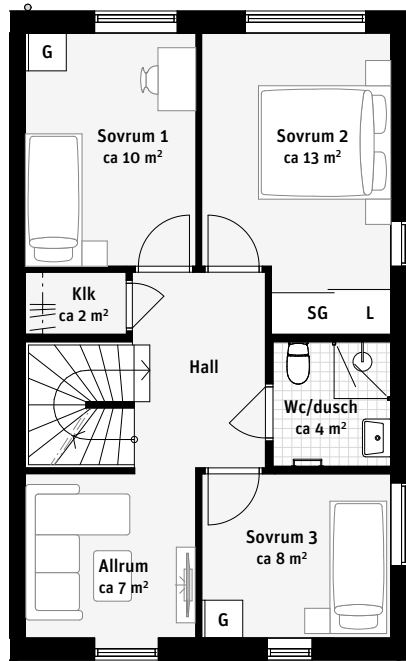 G
Sovrum 1
ca 10 m²
Sovrum 2
ca 13 m²
Klk
ca 2 m²
SG
L
Hall
Wc/dusch
ca 4 m²
Allrum
ca 7 m²
Sovrum 3
ca 8 m²
G